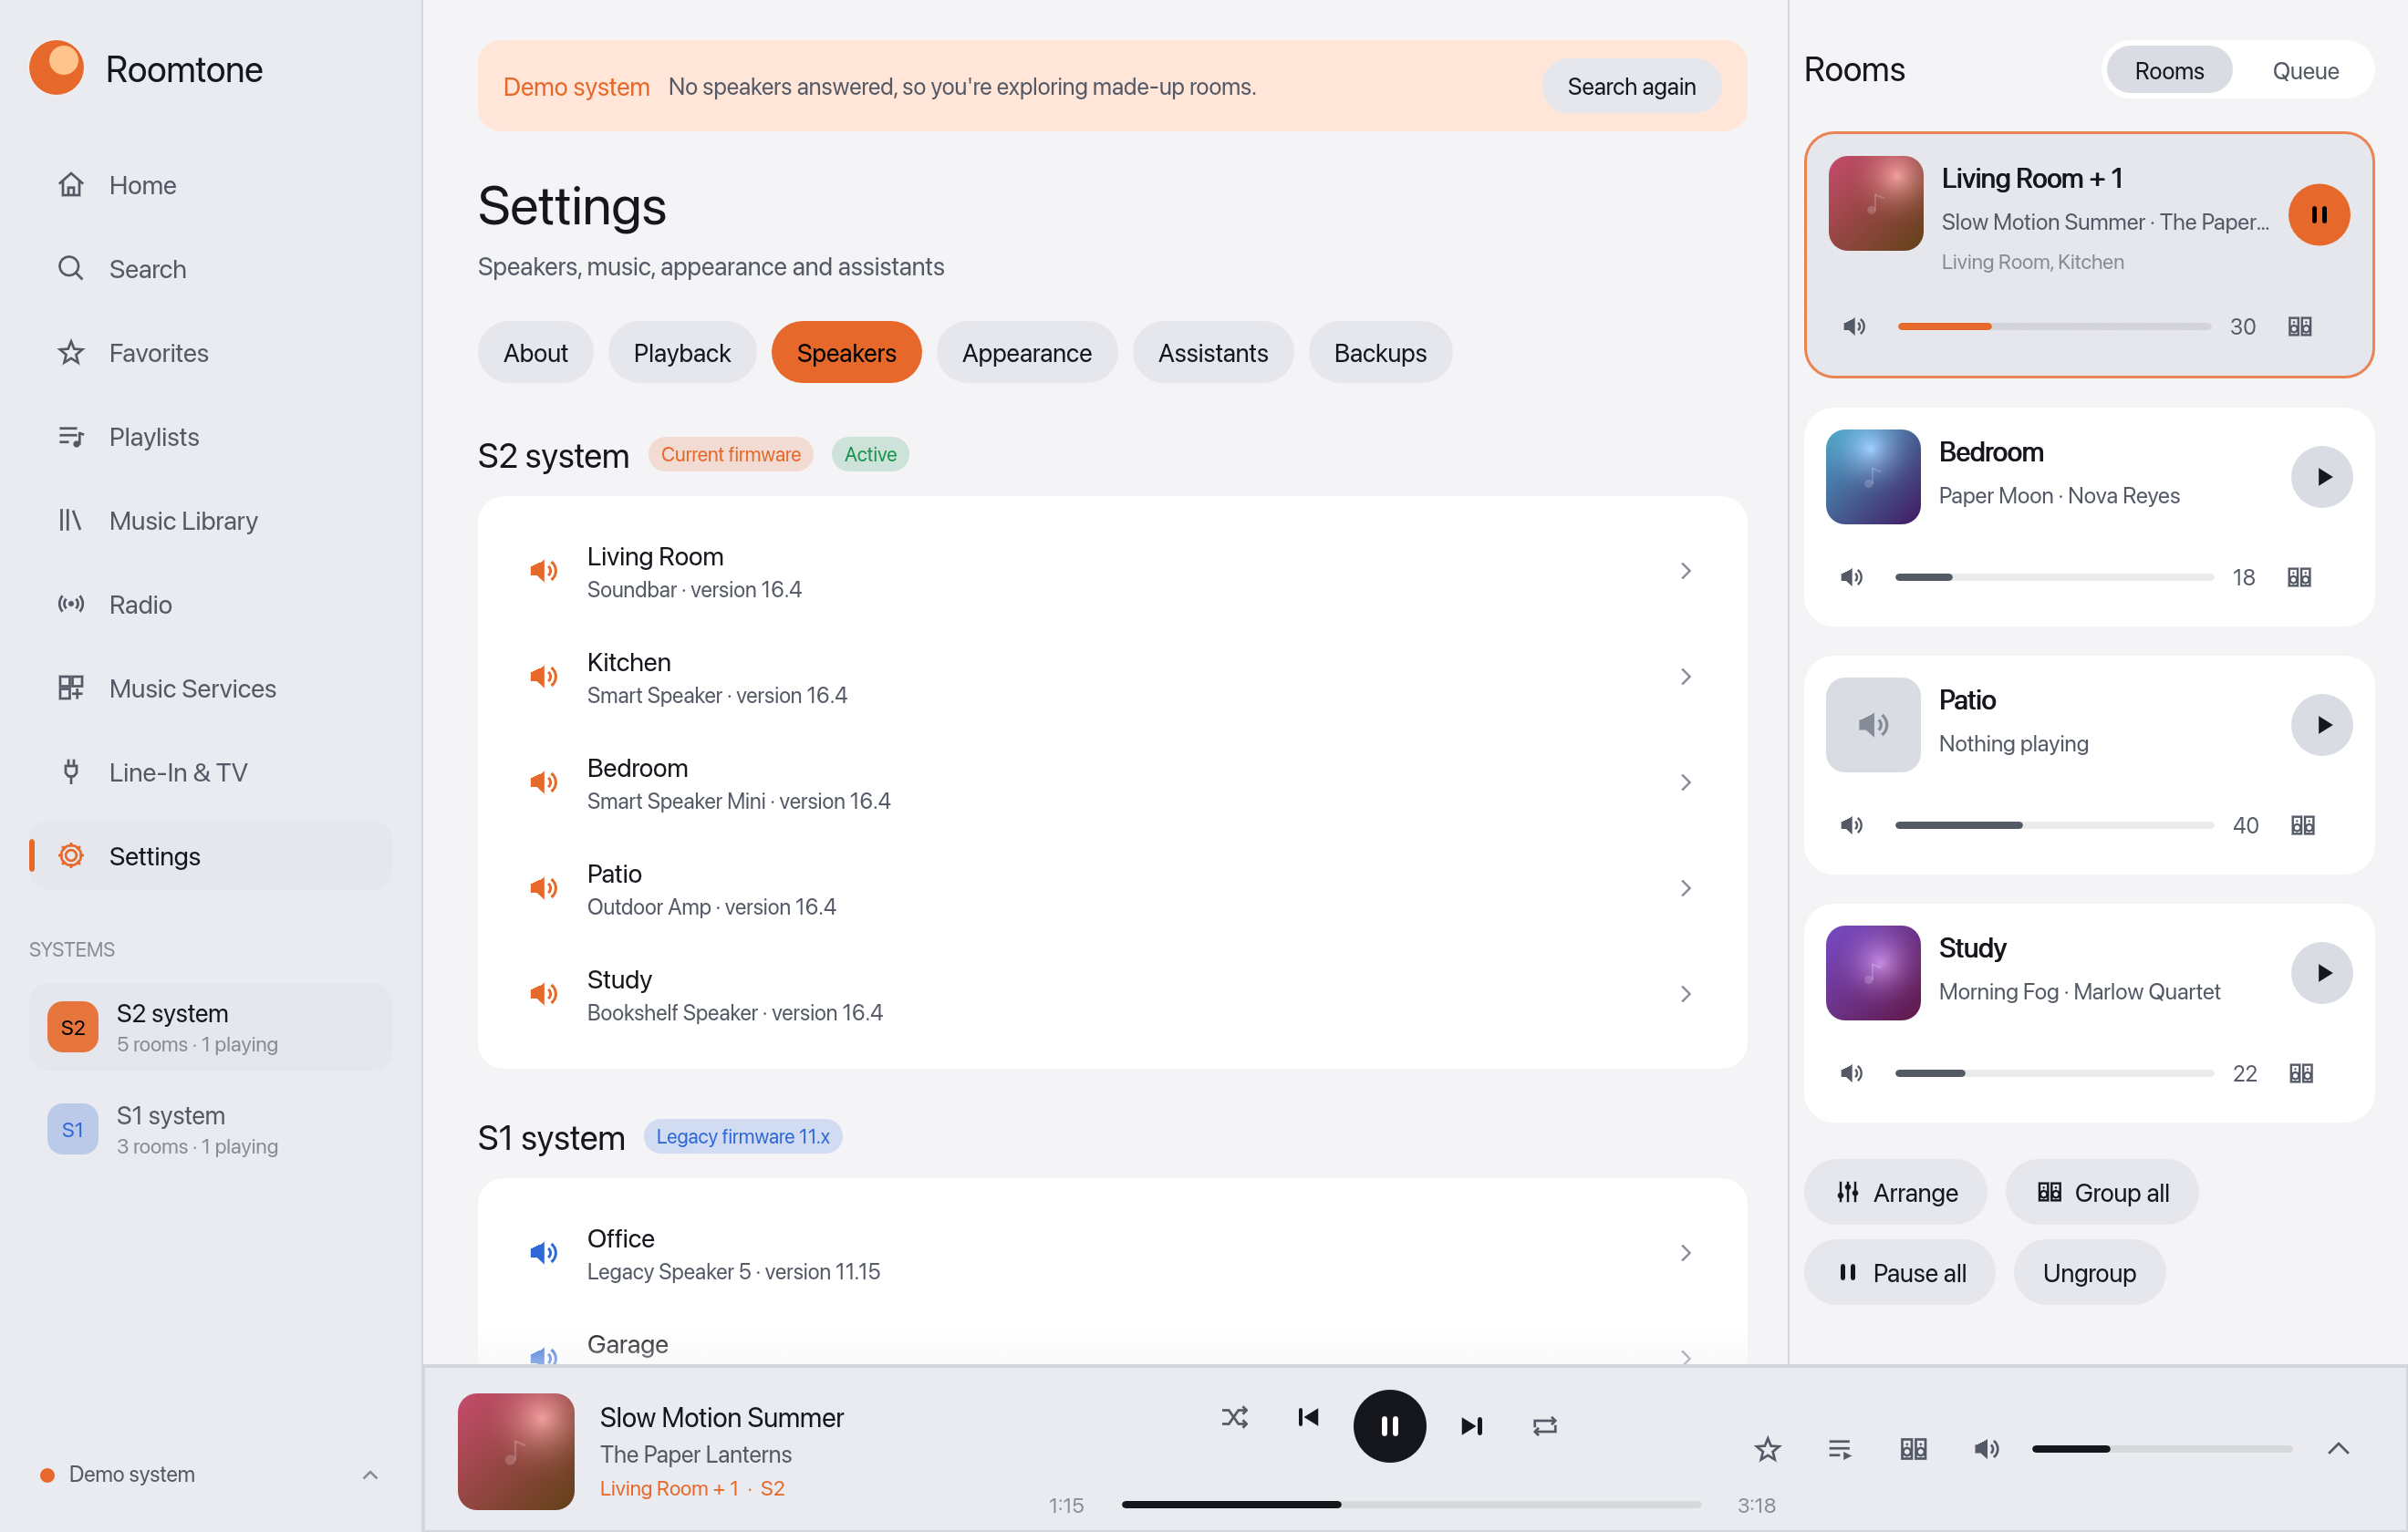 Roomtone
Home
Search
Favorites
Playlists
Music Library
Radio
Music Services
Line-In & TV
Settings
SYSTEMS
S2
S2 system
5 rooms · 1 playing
S1
S1 system
3 rooms · 1 playing
Demo system
Demo system No speakers answered, so you're exploring made-up rooms. Search again
Settings
Speakers, music, appearance and assistants
About Playback Speakers Appearance Assistants Backups
S2 system Current firmware Active
Living Room
Soundbar · version 16.4
Kitchen
Smart Speaker · version 16.4
Bedroom
Smart Speaker Mini · version 16.4
Patio
Outdoor Amp · version 16.4
Study
Bookshelf Speaker · version 16.4
S1 system Legacy firmware 11.x
Office
Legacy Speaker 5 · version 11.15
Garage
Rooms Rooms Queue
Living Room + 1
Slow Motion Summer · The Paper...
Living Room, Kitchen
30
Bedroom
Paper Moon · Nova Reyes
18
Patio
Nothing playing
40
Study
Morning Fog · Marlow Quartet
22
Arrange Group all
Pause all Ungroup
Slow Motion Summer
The Paper Lanterns
Living Room + 1 · S2
1:15 3:18